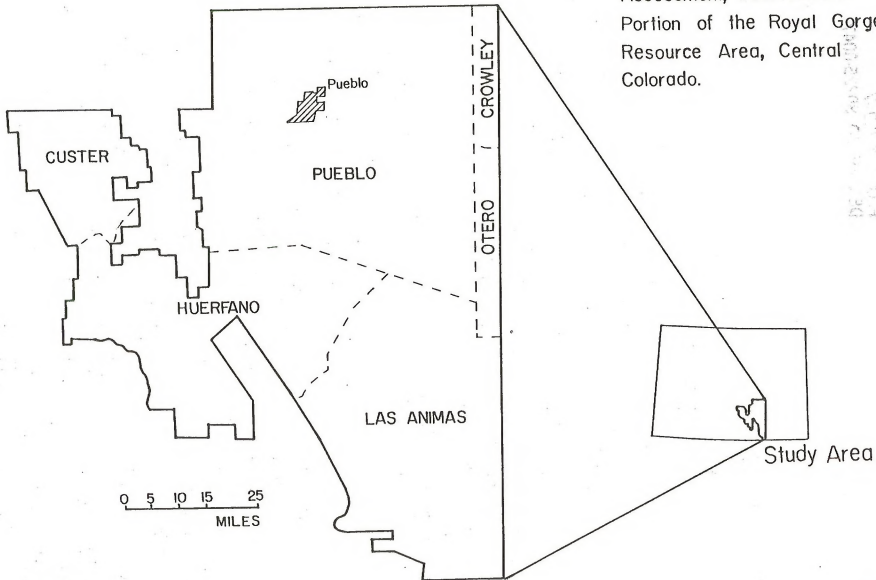 Portion of the Royal Gorge
Resource Area, Central
Colorado.
CROWLEY
Pueblo
CUSTER
PUEBLO
OTERO
HUERFANO
LAS ANIMAS
Study Area
0 5 10 15 25
MILES